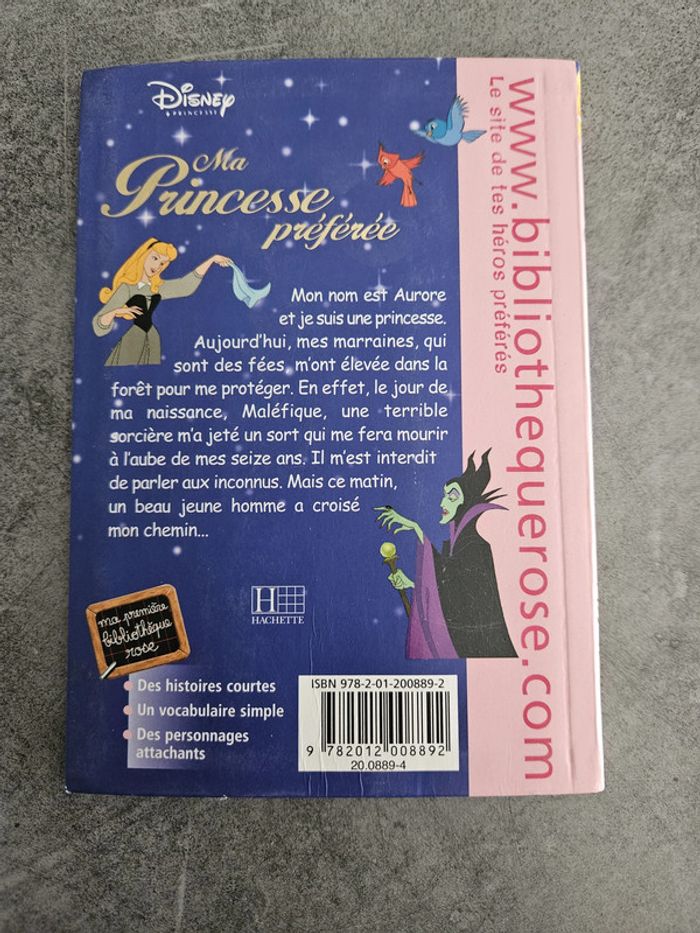 Disney
PRINCESSE
Ma
Princesse
préférée
Mon nom est Aurore
et je suis une princesse.
Aujourd'hui, mes marraines, qui
sont des fées, m'ont élevée dans la
forêt pour me protéger. En effet, le jour de
ma naissance, Maléfique, une terrible
sorcière m'a jeté un sort qui me fera mourir
à l'aube de mes seize ans. Il m'est interdit
de parler aux inconnus. Mais ce matin,
un beau jeune homme a croisé
mon chemin...
H
HACHETTE
ma première
bibliothèque
rose
• Des histoires courtes
• Un vocabulaire simple
• Des personnages
attachants
ISBN 978-2-01-200889-2
9 782012 008892
20.0889-4
www.bibliothequerose.com
Le site de tes héros préférés